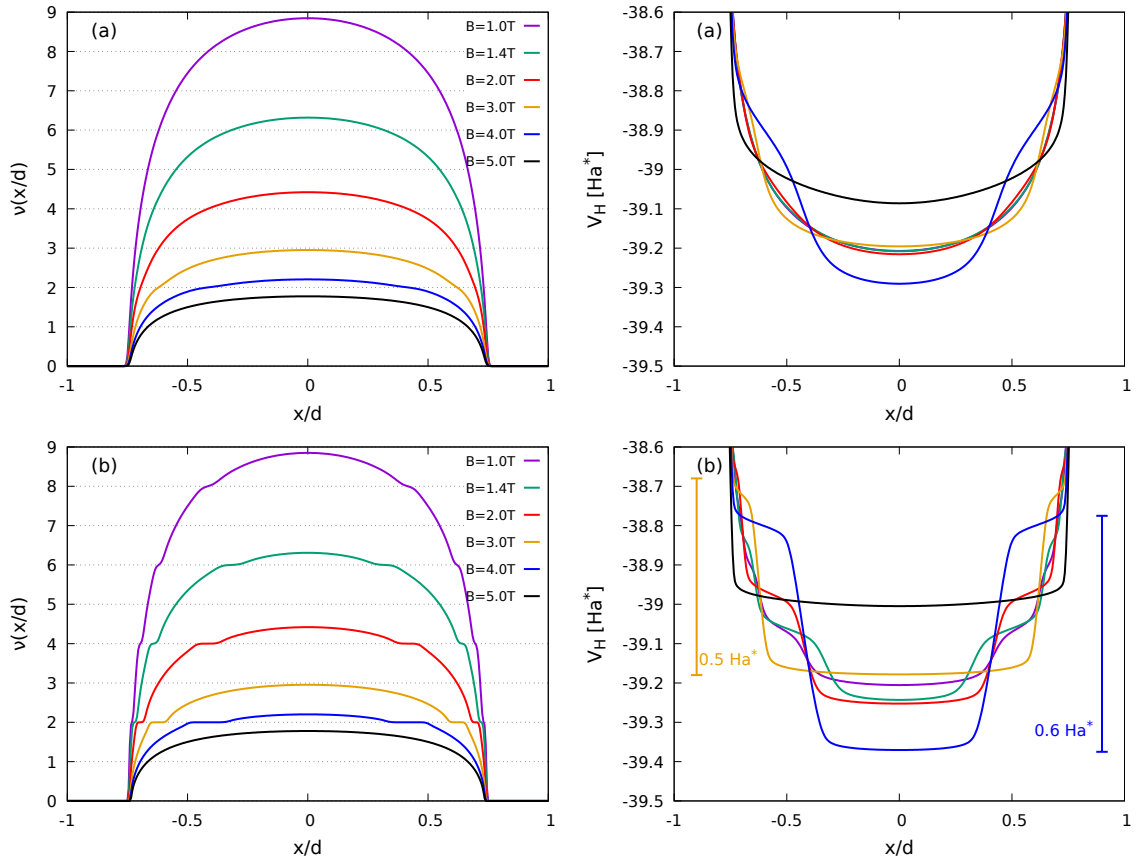 (a)
B=1.0T
B=1.4T
B=2.0T
B=3.0T
B=4.0T
B=5.0T
9
8
7
6
5
4
3
2
1
0
ν(x/d)
-1
-0.5
0
0.5
1
x/d
(a)
-38.6
-38.7
-38.8
-38.9
-39
-39.1
-39.2
-39.3
-39.4
-39.5
V_H [Ha*]
-1
-0.5
0
0.5
1
x/d
(b)
B=1.0T
B=1.4T
B=2.0T
B=3.0T
B=4.0T
B=5.0T
9
8
7
6
5
4
3
2
1
0
ν(x/d)
-1
-0.5
0
0.5
1
x/d
(b)
-38.6
-38.7
-38.8
-38.9
-39
-39.1
-39.2
-39.3
-39.4
-39.5
V_H [Ha*]
0.5 Ha*
0.6 Ha*
-1
-0.5
0
0.5
1
x/d